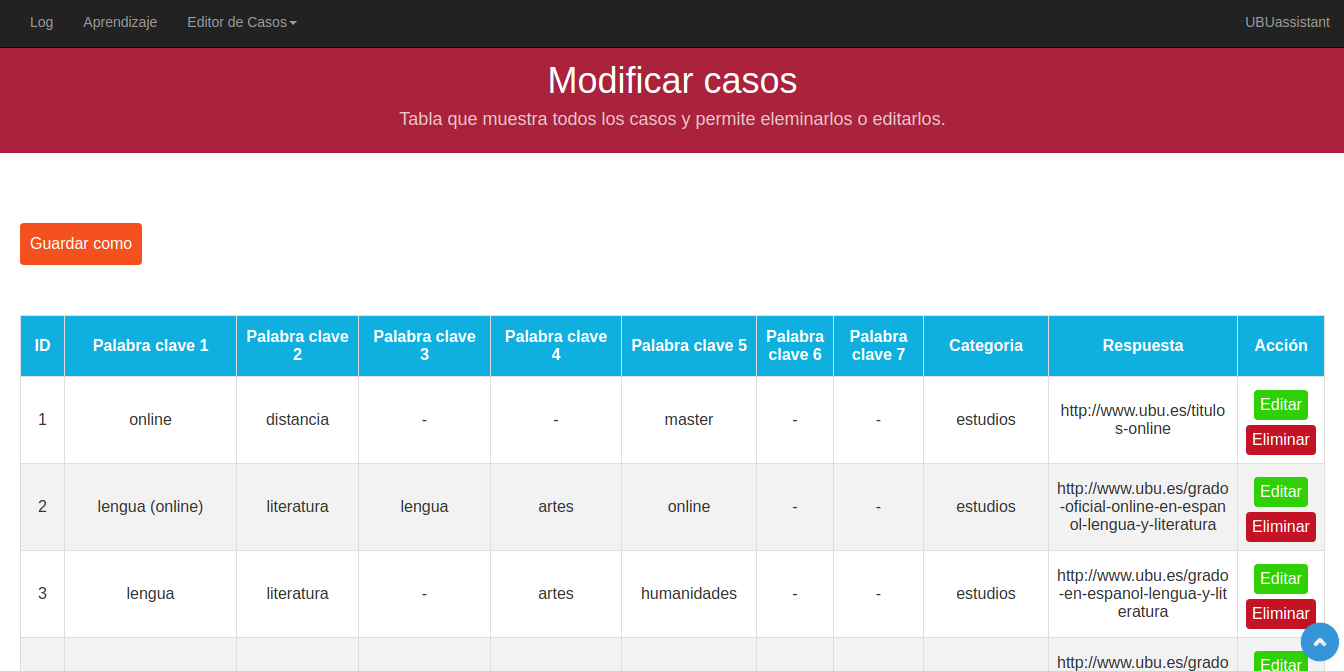 Log Aprendizaje Editor de Casos UBUassistant
Modificar casos
Tabla que muestra todos los casos y permite eleminarlos o editarlos.
Guardar como
ID Palabra clave 1 Palabra clave 2 Palabra clave 3 Palabra clave 4 Palabra clave 5 Palabra clave 6 Palabra clave 7 Categoria Respuesta Acción
1 online distancia - - master - - estudios http://www.ubu.es/titulo
s-online
Editar
Eliminar
2 lengua (online) literatura lengua artes online - - estudios http://www.ubu.es/grado
-oficial-online-en-espan
ol-lengua-y-literatura
Editar
Eliminar
3 lengua literatura - artes humanidades - - estudios http://www.ubu.es/grado
-en-espanol-lengua-y-lit
eratura
Editar
Eliminar
http://www.ubu.es/grado
Editar